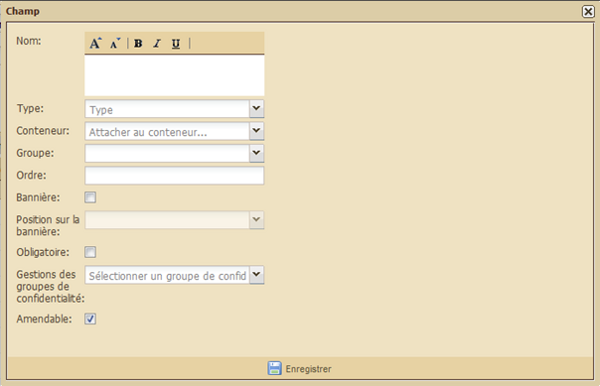 Champ
Nom:
A A B I U
Type: Type
Conteneur: Attacher au conteneur...
Groupe:
Ordre:
Bannière:
Position sur la
bannière:
Obligatoire:
Gestions des Sélectionner un groupe de confid
groupes de
confidentialité:
Amendable:
Enregistrer